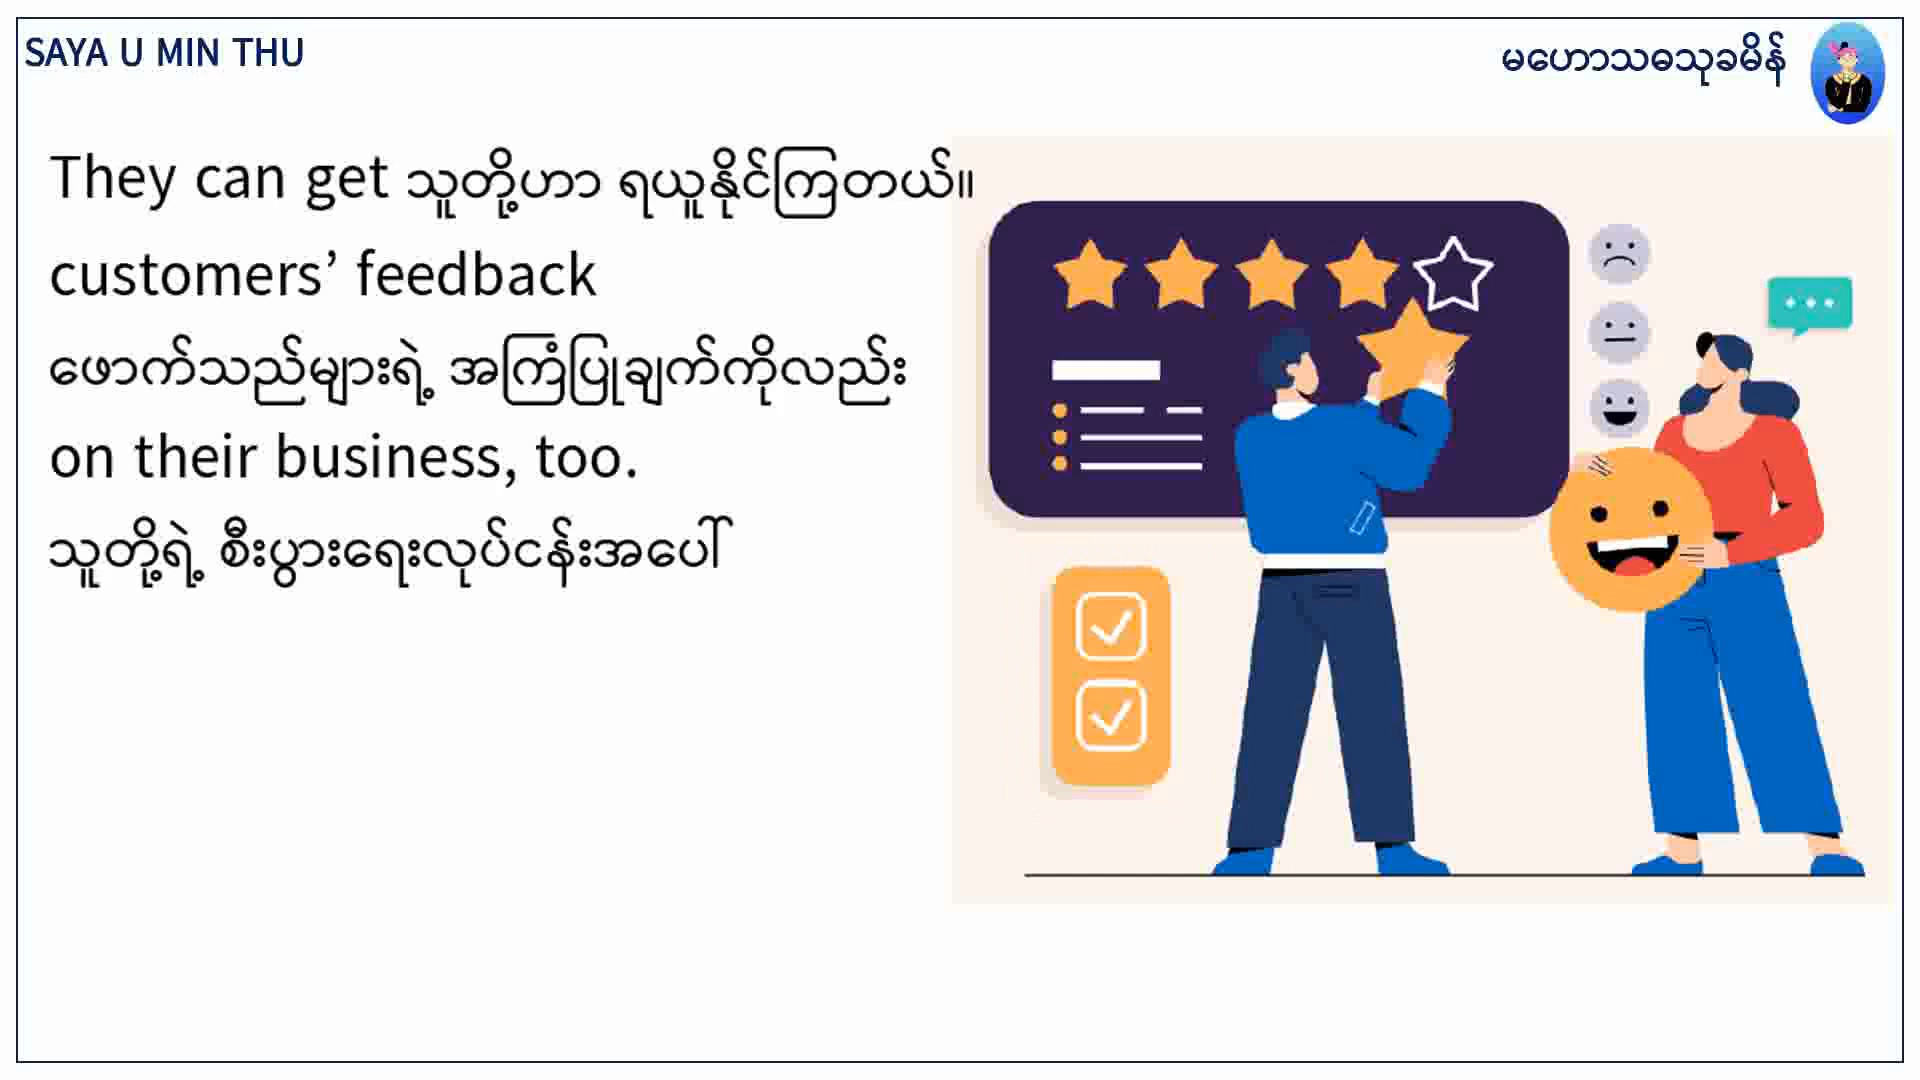 SAYA U MIN THU
မဟောသဓသုခမိန်
They can get သူတို့ဟာ ရယူနိုင်ကြတယ်။
customers’ feedback
ဖောက်သည်များရဲ့ အကြံပြုချက်ကိုလည်း
on their business, too.
သူတို့ရဲ့ စီးပွားရေးလုပ်ငန်းအပေါ်